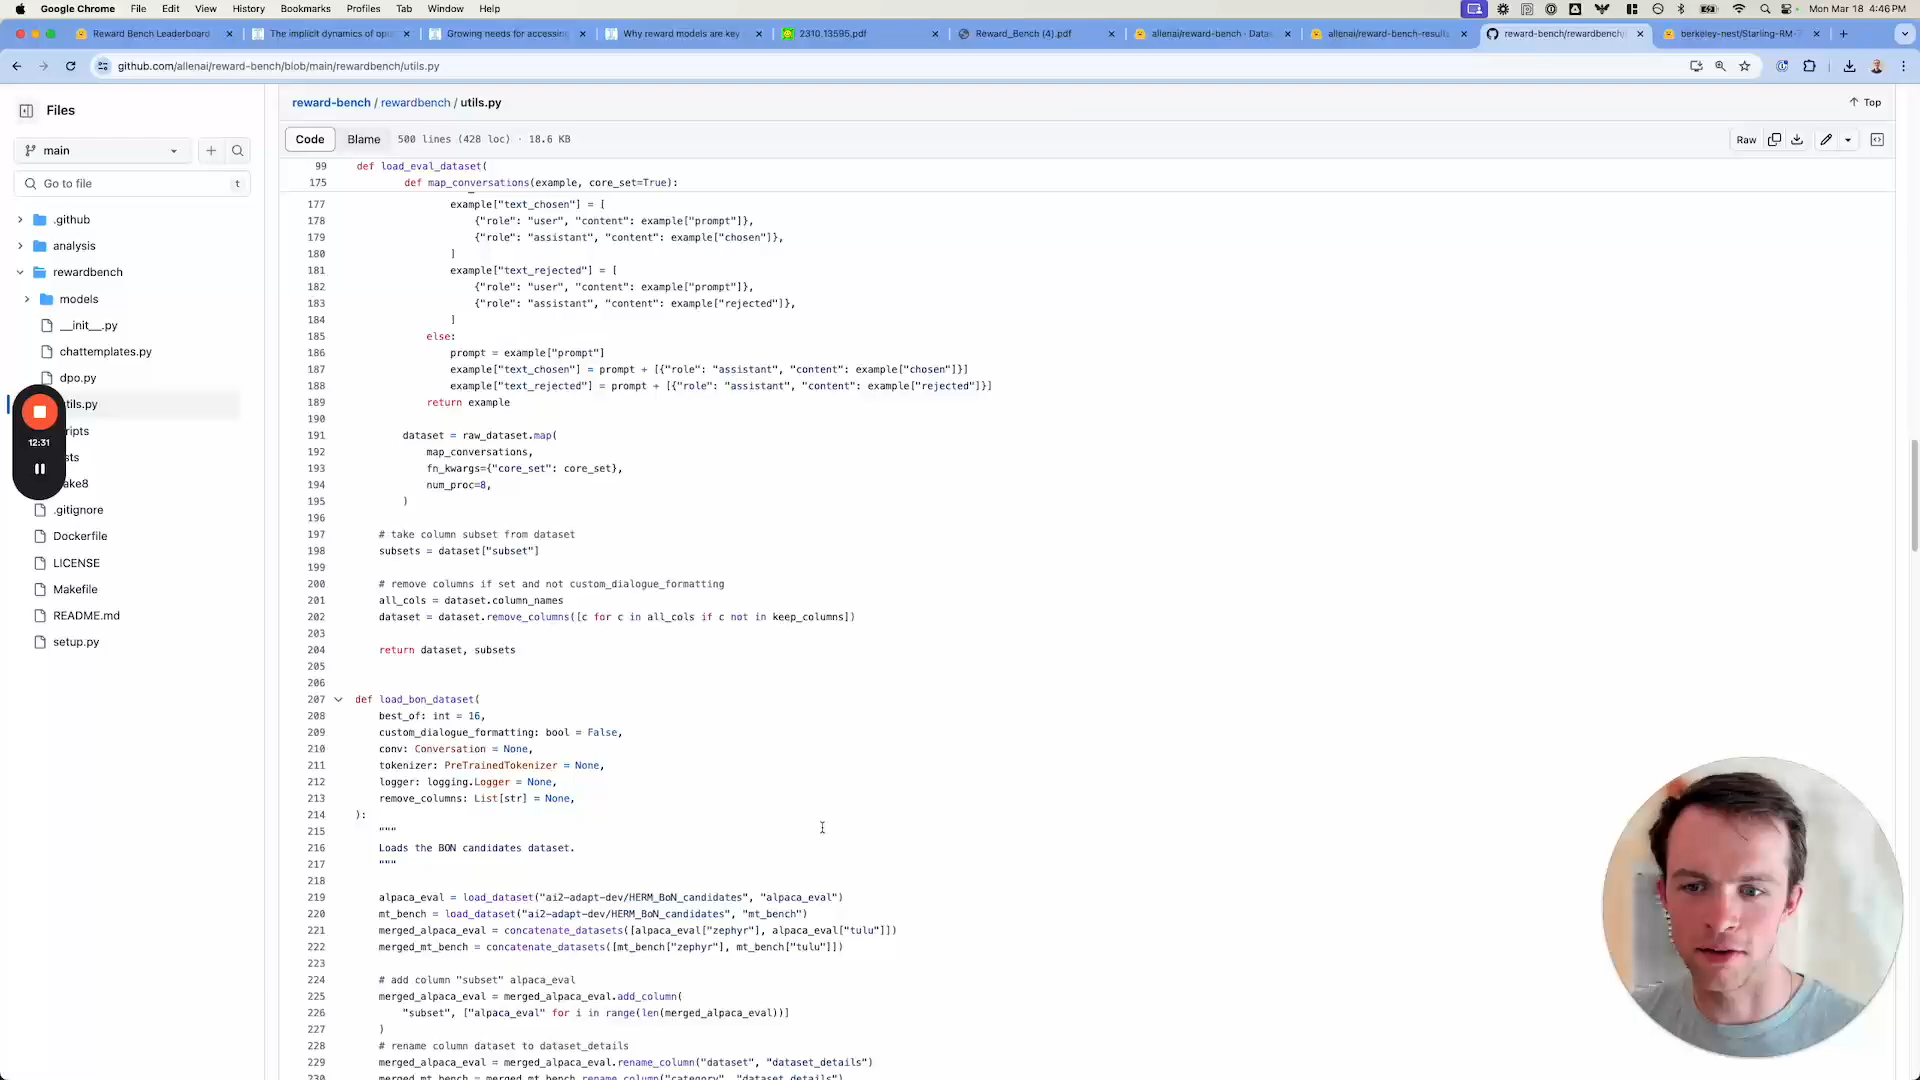 Google Chrome File Edit View History Bookmarks Profiles Tab Window Help Mon Mar 18 4:46 PM
Reward Bench Leaderboard The implicit dynamics of op Growing needs for accessing Why reward models are key 2310.13595.pdf Reward_Bench (4).pdf allenai/reward-bench · Data allenai/reward-bench-results reward-bench/rewardbench/ berkeley-nest/Starling-RM-7
github.com/allenai/reward-bench/blob/main/rewardbench/utils.py
Files
main
Go to file t
.github
analysis
rewardbench
models
__init__.py
chattemplates.py
dpo.py
tils.py
ripts
sts
ake8
.gitignore
Dockerfile
LICENSE
Makefile
README.md
setup.py
12:31
reward-bench / rewardbench / utils.py Top
Code Blame 500 lines (428 loc) · 18.6 KB Raw
99 def load_eval_dataset(
175 def map_conversations(example, core_set=True):
177 example["text_chosen"] = [
178 {"role": "user", "content": example["prompt"]},
179 {"role": "assistant", "content": example["chosen"]},
180 ]
181 example["text_rejected"] = [
182 {"role": "user", "content": example["prompt"]},
183 {"role": "assistant", "content": example["rejected"]},
184 ]
185 else:
186 prompt = example["prompt"]
187 example["text_chosen"] = prompt + [{"role": "assistant", "content": example["chosen"]}]
188 example["text_rejected"] = prompt + [{"role": "assistant", "content": example["rejected"]}]
189 return example
190
191 dataset = raw_dataset.map(
192 map_conversations,
193 fn_kwargs={"core_set": core_set},
194 num_proc=8,
195 )
196
197 # take column subset from dataset
198 subsets = dataset["subset"]
199
200 # remove columns if set and not custom_dialogue_formatting
201 all_cols = dataset.column_names
202 dataset = dataset.remove_columns([c for c in all_cols if c not in keep_columns])
203
204 return dataset, subsets
205
206
207 def load_bon_dataset(
208 best_of: int = 16,
209 custom_dialogue_formatting: bool = False,
210 conv: Conversation = None,
211 tokenizer: PreTrainedTokenizer = None,
212 logger: logging.Logger = None,
213 remove_columns: List[str] = None,
214 ):
215 """
216 Loads the BON candidates dataset.
217 """
218
219 alpaca_eval = load_dataset("ai2-adapt-dev/HERM_BoN_candidates", "alpaca_eval")
220 mt_bench = load_dataset("ai2-adapt-dev/HERM_BoN_candidates", "mt_bench")
221 merged_alpaca_eval = concatenate_datasets([alpaca_eval["zephyr"], alpaca_eval["tulu"]])
222 merged_mt_bench = concatenate_datasets([mt_bench["zephyr"], mt_bench["tulu"]])
223
224 # add column "subset" alpaca_eval
225 merged_alpaca_eval = merged_alpaca_eval.add_column(
226 "subset", ["alpaca_eval" for i in range(len(merged_alpaca_eval))]
227 )
228 # rename column dataset to dataset_details
229 merged_alpaca_eval = merged_alpaca_eval.rename_column("dataset", "dataset_details")
230 merged_mt_bench = merged_mt_bench.rename_column("category", "dataset_details")